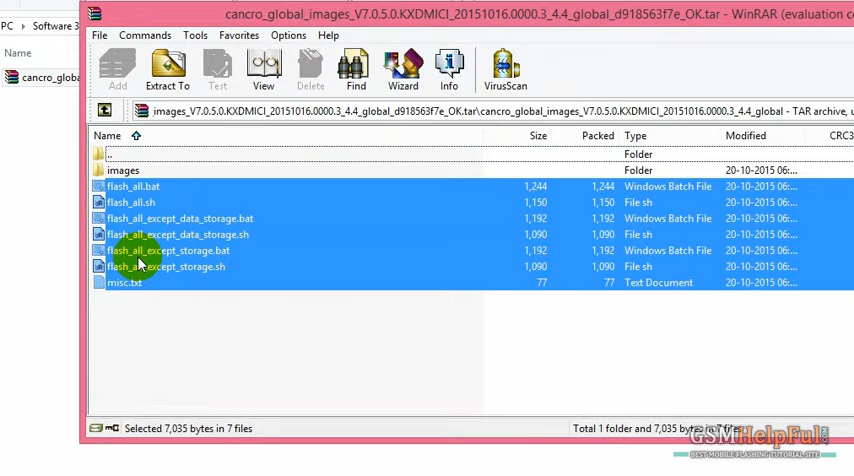 cancro_global_images_V7.0.5.0.KXDMICI_20151016.0000.3_4.4_global_d918563f7e_OK.tar - WinRAR (evaluation co
PC › Software 3
File Commands Tools Favorites Options Help
Name
cancro_globa
Add Extract To Test View Delete Find Wizard Info VirusScan
images_V7.0.5.0.KXDMICI_20151016.0000.3_4.4_global_d918563f7e_OK.tar\cancro_global_images_V7.0.5.0.KXDMICI_20151016.0000.3_4.4_global - TAR archive, u
Name Size Packed Type Modified CRC3
.. Folder
images Folder 20-10-2015 06:...
flash_all.bat 1,244 1,244 Windows Batch File 20-10-2015 06:...
flash_all.sh 1,150 1,150 File sh 20-10-2015 06:...
flash_all_except_data_storage.bat 1,192 1,192 Windows Batch File 20-10-2015 06:...
flash_all_except_data_storage.sh 1,090 1,090 File sh 20-10-2015 06:...
flash_all_except_storage.bat 1,192 1,192 Windows Batch File 20-10-2015 06:...
flash_all_except_storage.sh 1,090 1,090 File sh 20-10-2015 06:...
misc.txt 77 77 Text Document 20-10-2015 06:...
Selected 7,035 bytes in 7 files Total 1 folder and 7,035 bytes in 7 files
GSMHelpFul
BEST MOBILE FLASHING TUTORIAL SITE